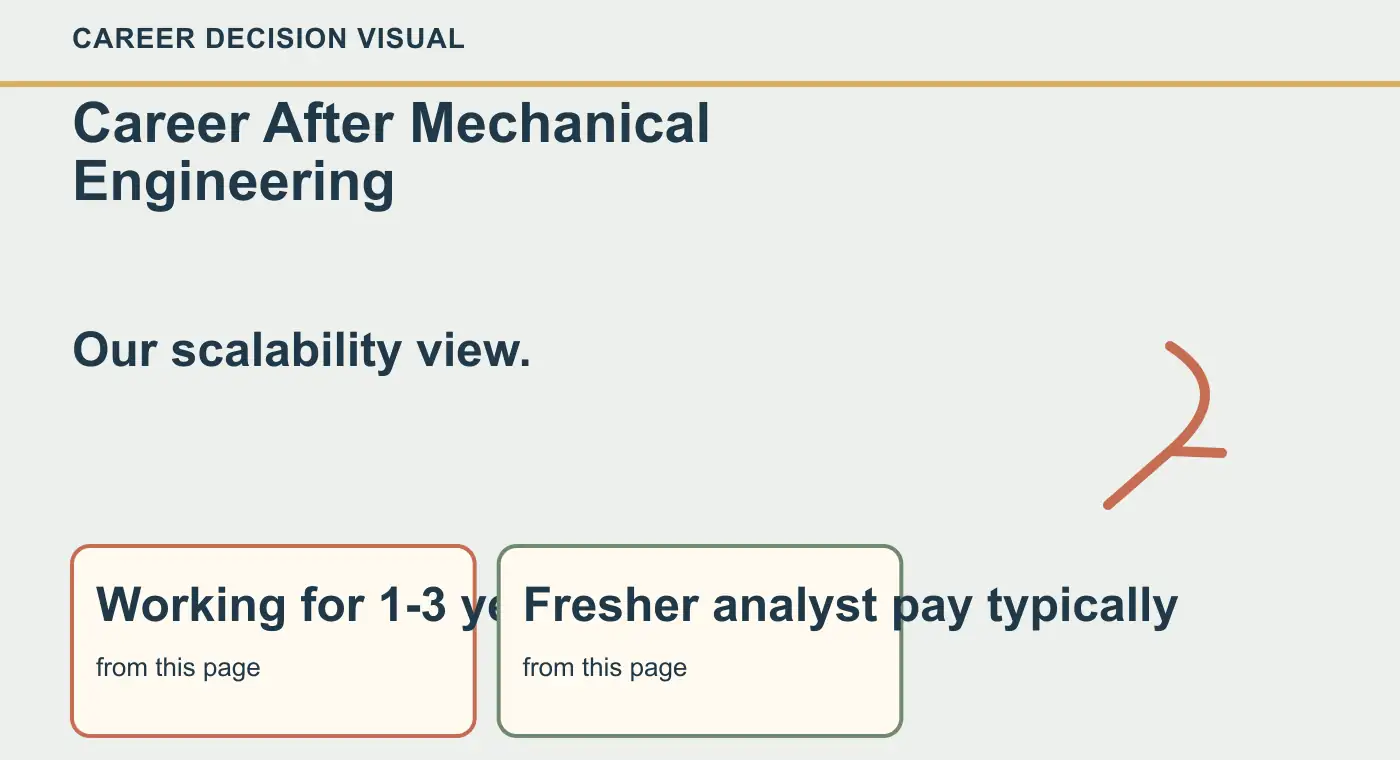 CAREER DECISION VISUAL
Career After Mechanical
Engineering
Our scalability view.
Working for 1-3 ye
Fresher analyst pay typically
from this page
from this page